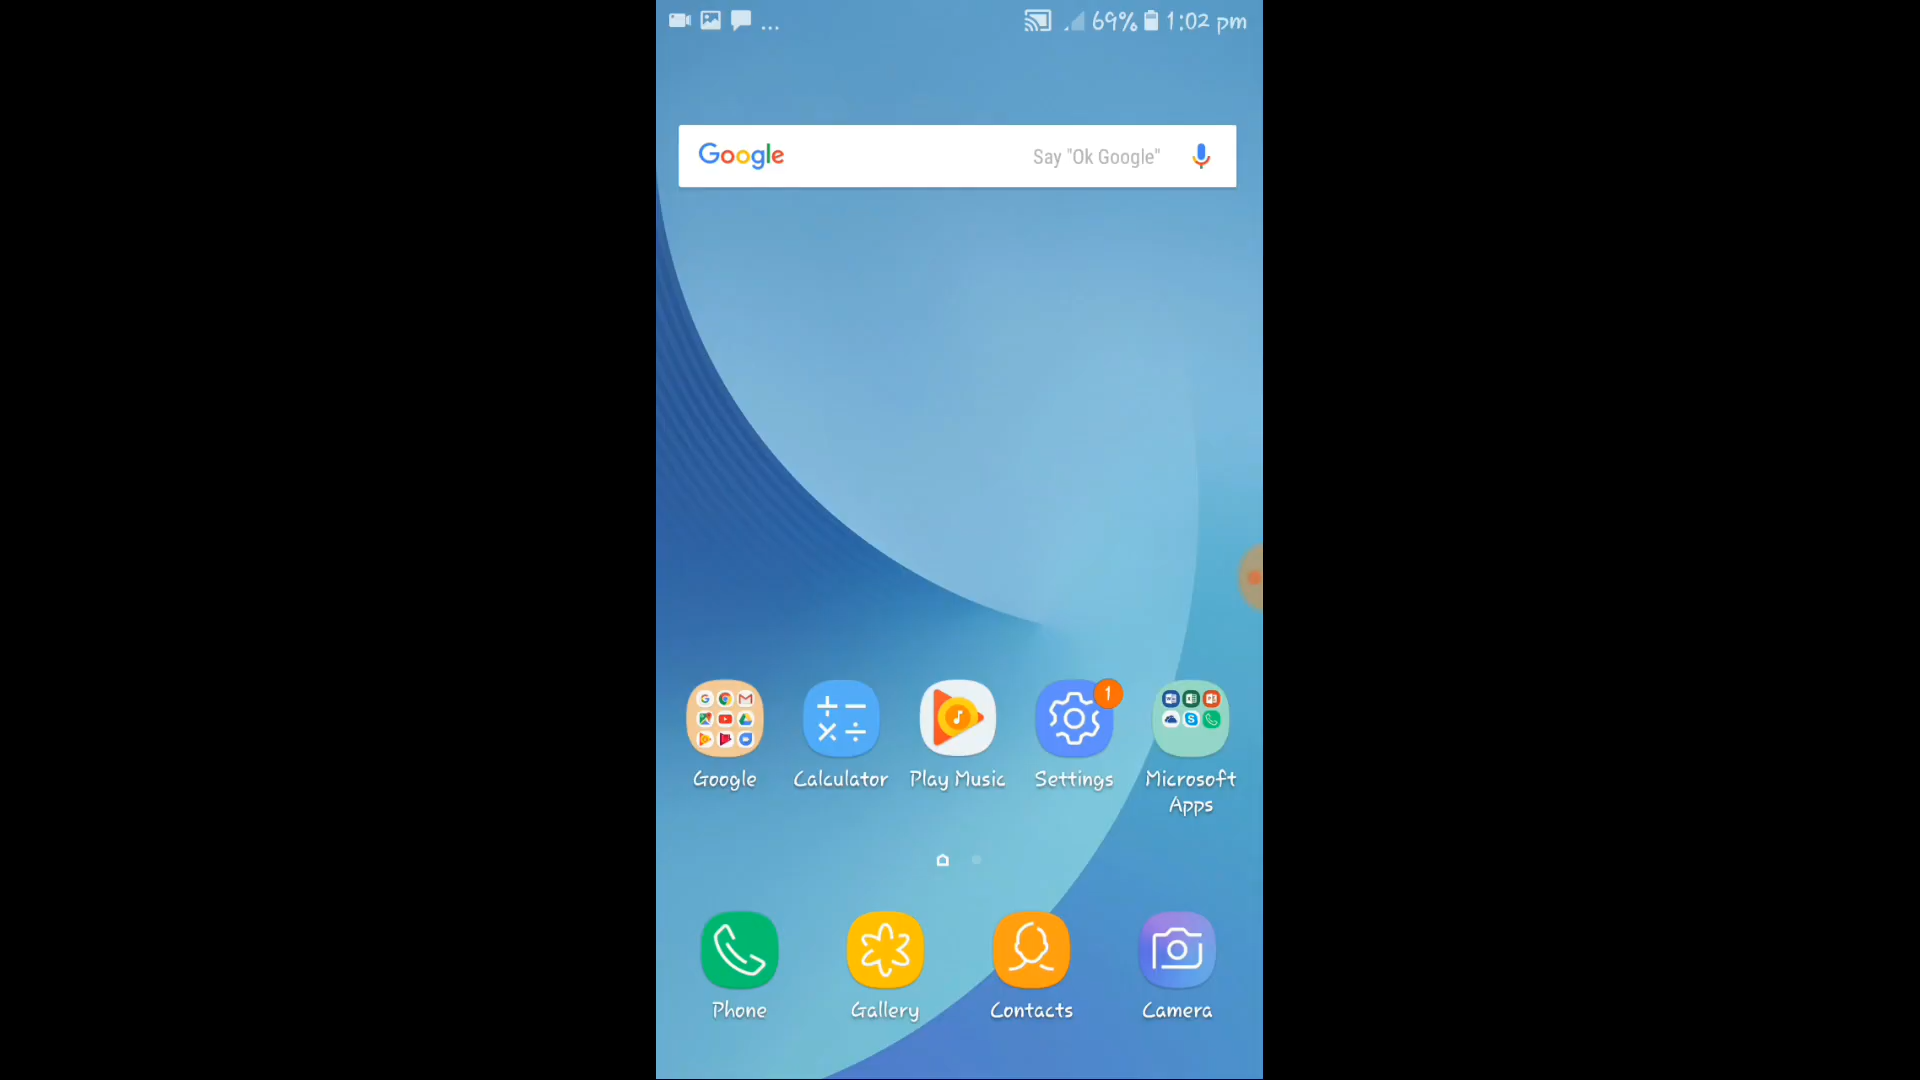 69% 1:02 pm
Google Say "Ok Google"
1
Google Calculator Play Music Settings Microsoft
Apps
Phone Gallery Contacts Camera